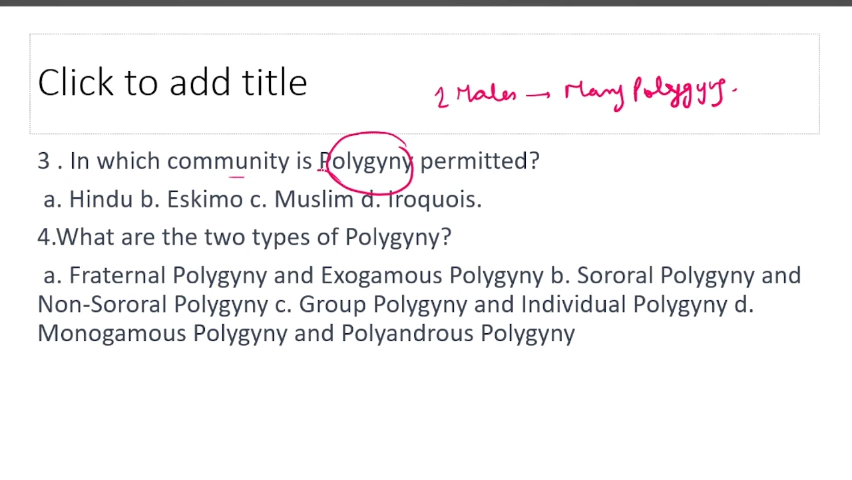 Click to add title
2 Males → Many Polygyny.
3 . In which community is Polygyny permitted?
a. Hindu b. Eskimo c. Muslim d. Iroquois.
4.What are the two types of Polygyny?
a. Fraternal Polygyny and Exogamous Polygyny b. Sororal Polygyny and
Non-Sororal Polygyny c. Group Polygyny and Individual Polygyny d.
Monogamous Polygyny and Polyandrous Polygyny